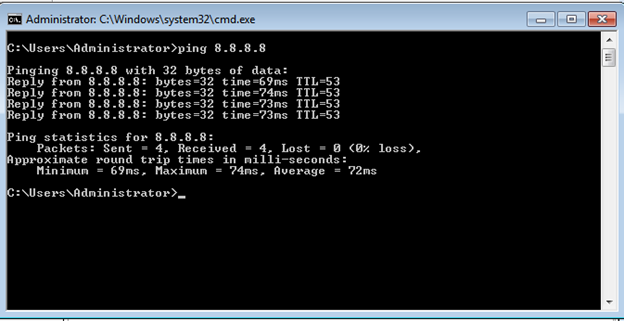 Administrator: C:\Windows\system32\cmd.exe
C:\Users\Administrator>ping 8.8.8.8
Pinging 8.8.8.8 with 32 bytes of data:
Reply from 8.8.8.8: bytes=32 time=69ms TTL=53
Reply from 8.8.8.8: bytes=32 time=74ms TTL=53
Reply from 8.8.8.8: bytes=32 time=73ms TTL=53
Reply from 8.8.8.8: bytes=32 time=73ms TTL=53
Ping statistics for 8.8.8.8:
Packets: Sent = 4, Received = 4, Lost = 0 (0% loss),
Approximate round trip times in milli-seconds:
Minimum = 69ms, Maximum = 74ms, Average = 72ms
C:\Users\Administrator>_